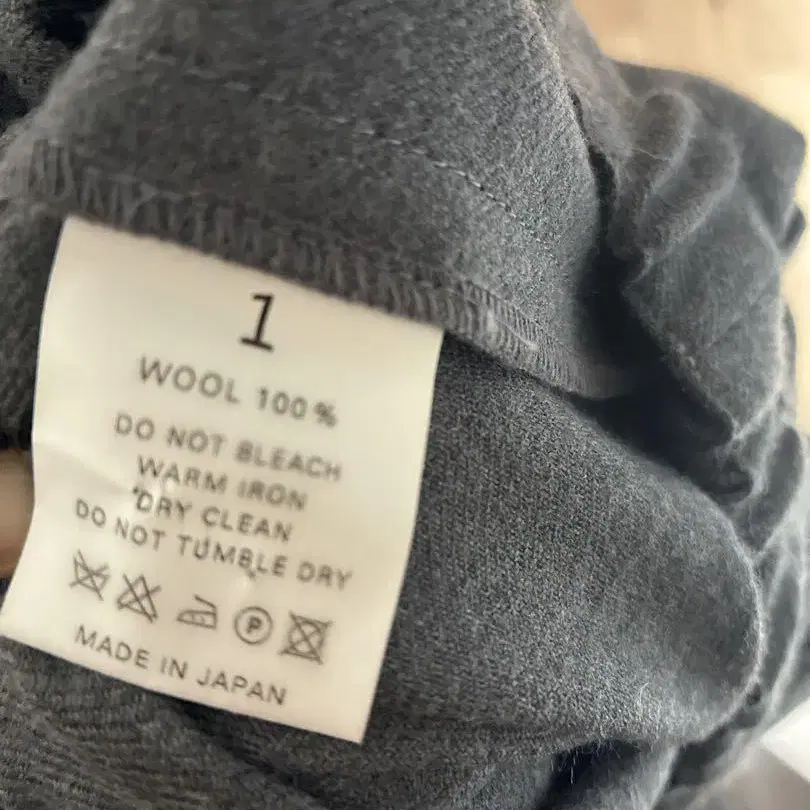 1
WOOL 100%
DO NOT BLEACH
WARM IRON
DRY CLEAN
DO NOT TUMBLE DRY
P
MADE IN JAPAN